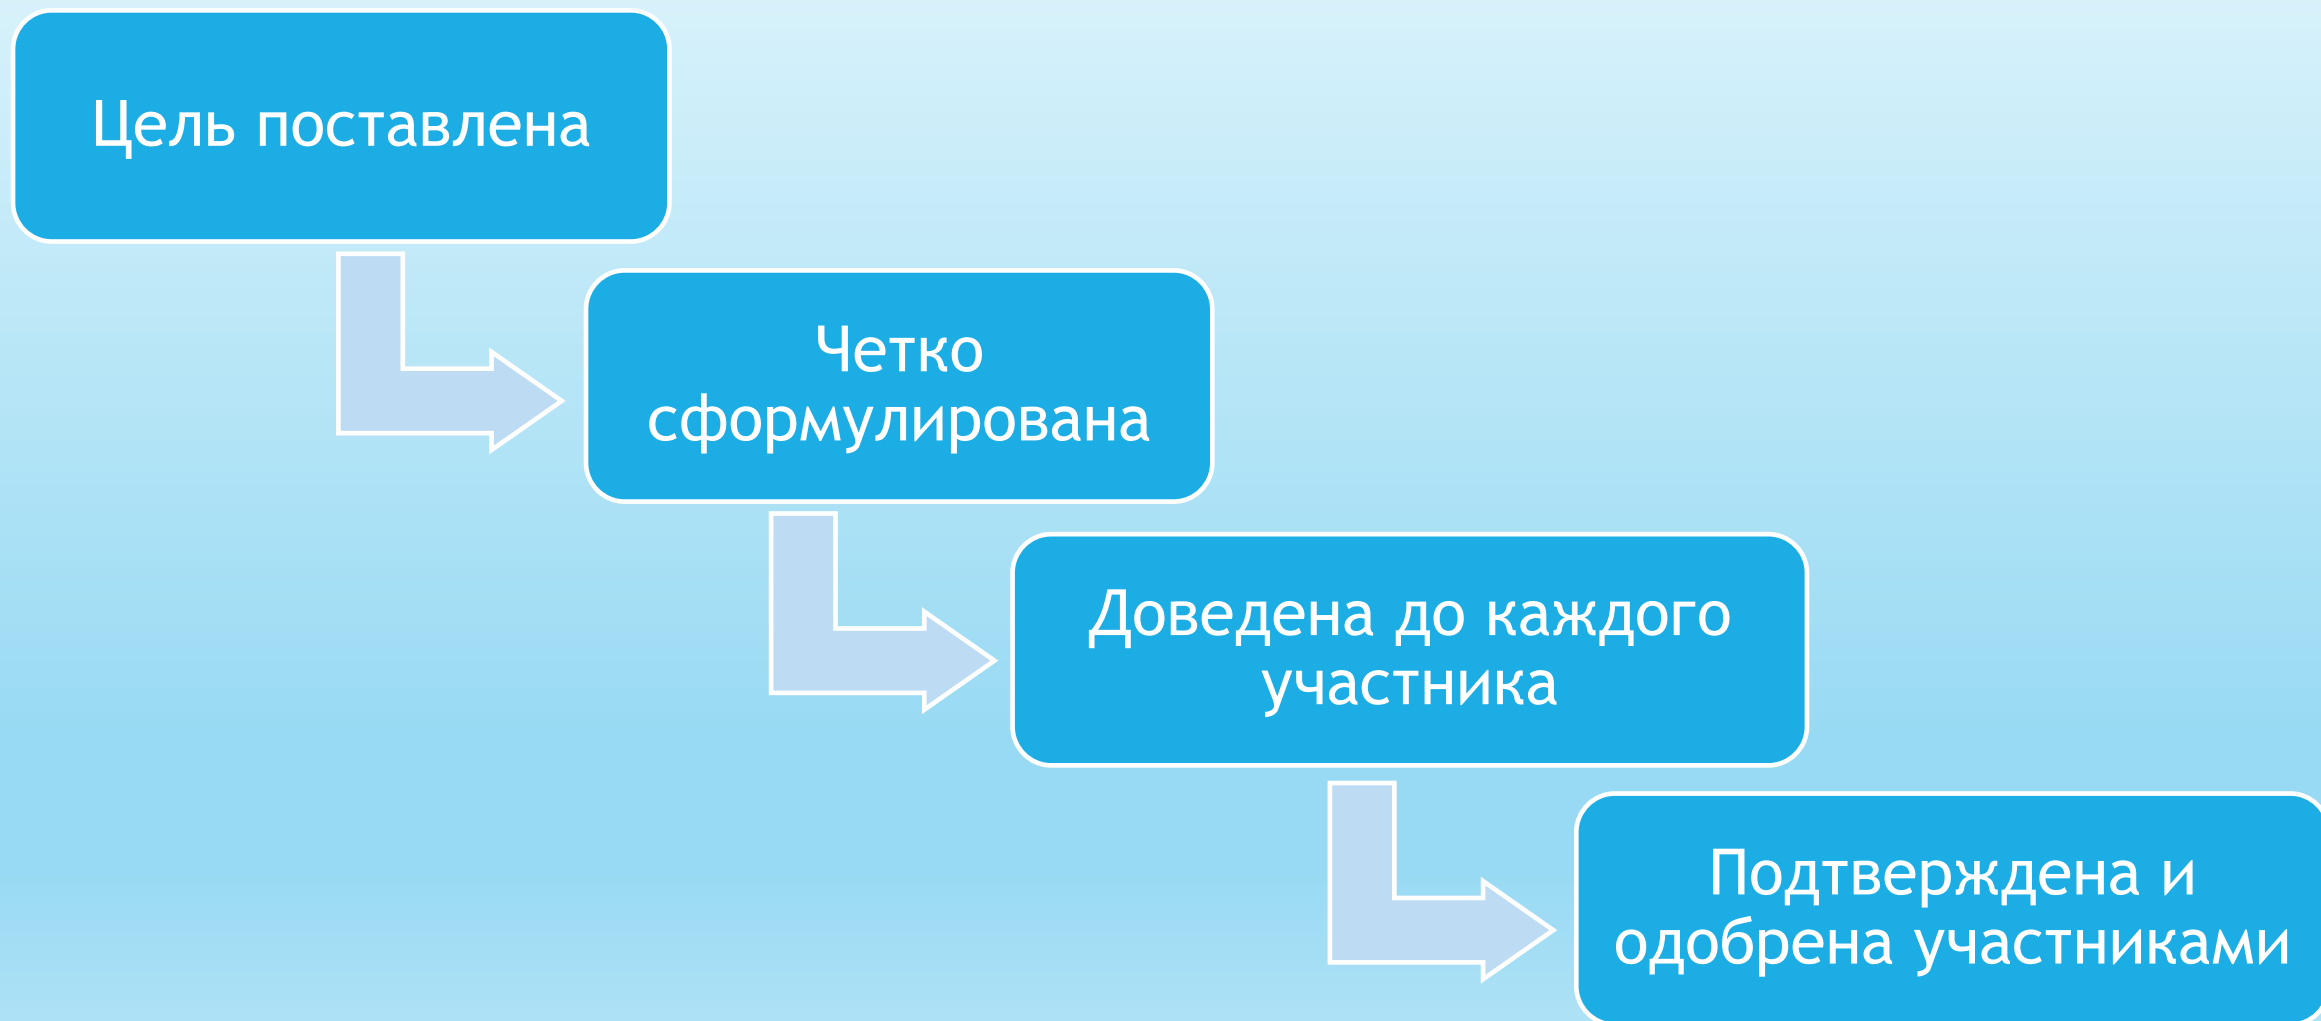 Цель поставлена
Четко
сформулирована
Доведена до каждого
участника
Подтверждена и
одобрена участниками